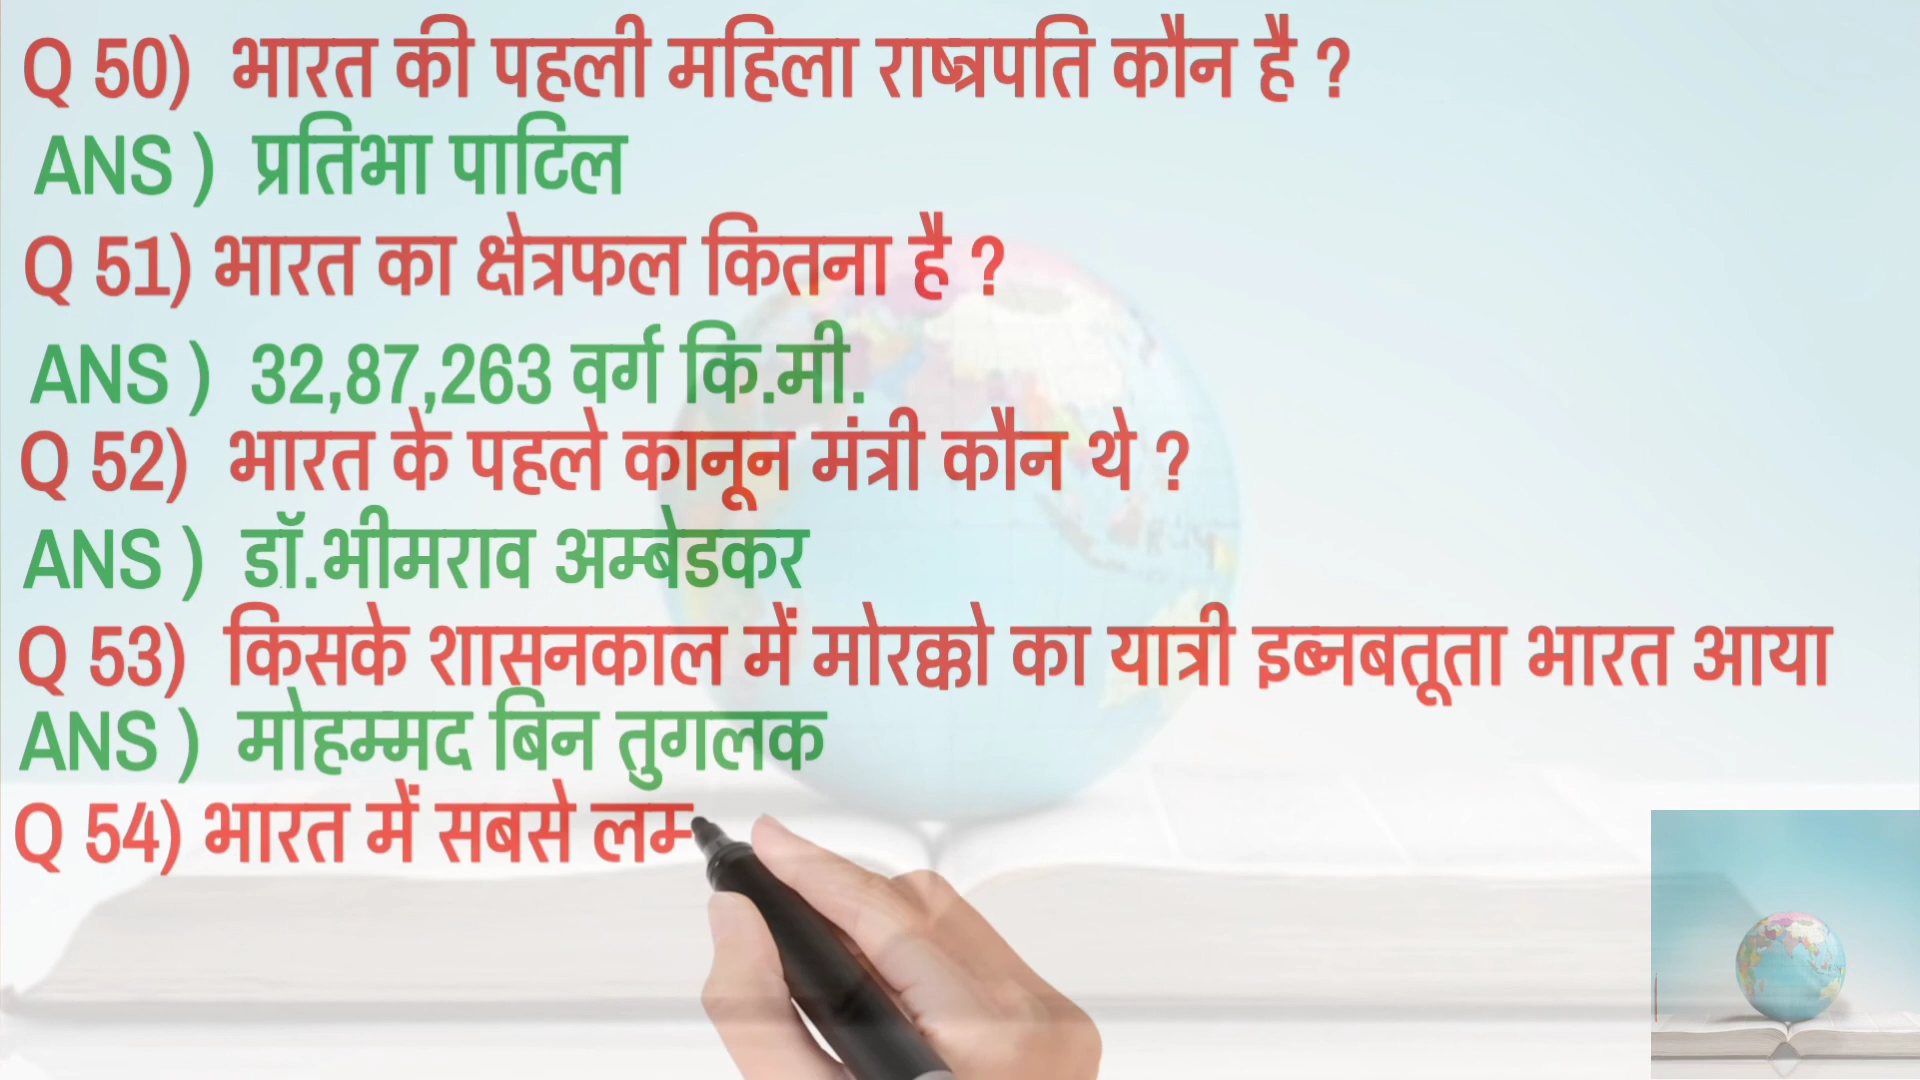 Q 50) भारत की पहली महिला राष्त्रपति कौन है ?
ANS ) प्रतिभा पाटिल
Q 51) भारत का क्षेत्रफल कितना है ?
ANS ) 32,87,263 वर्ग कि.मी.
Q 52) भारत के पहले कानून मंत्री कौन थे ?
ANS ) डॉ.भीमराव अम्बेडकर
Q 53) किसके शासनकाल में मोरक्को का यात्री इब्नबतूता भारत आया
ANS ) मोहम्मद बिन तुगलक
Q 54) भारत में सबसे लम